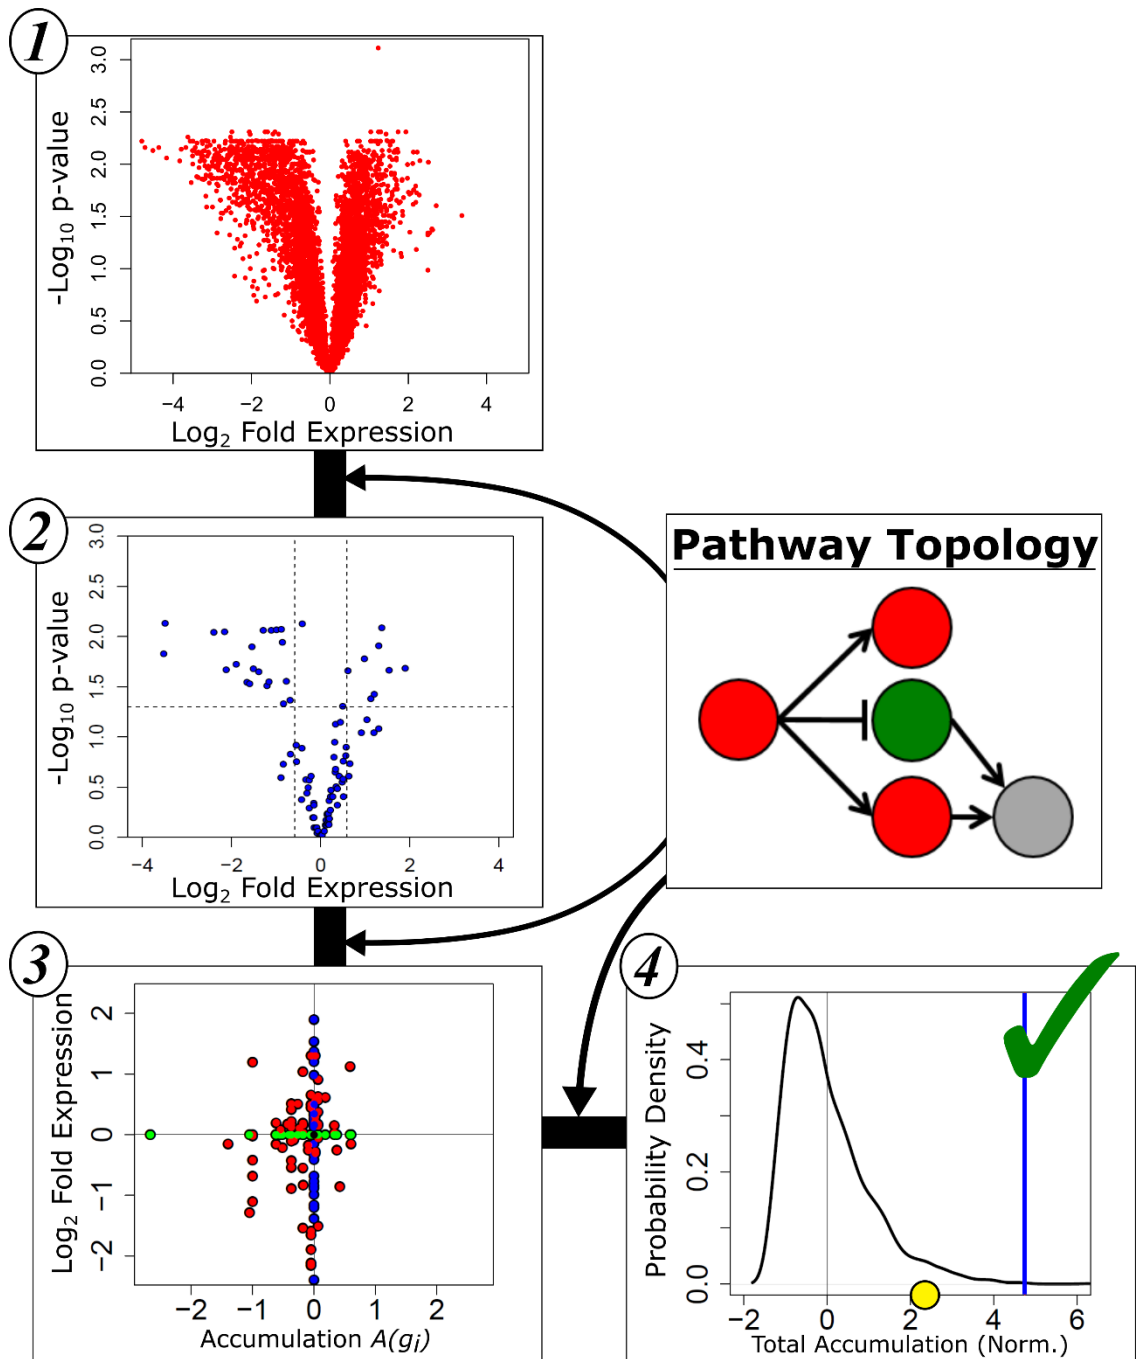 1
-Log10 p-value
3.0
2.5
2.0
1.5
1.0
0.5
0.0
−4 −2 0 2 4
Log2 Fold Expression
2
-Log10 p-value
3.0
2.5
2.0
1.5
1.0
0.5
0.0
−4 −2 0 2 4
Log2 Fold Expression
Pathway Topology
3
Log2 Fold Expression
2
1
0
−1
−2
−2 −1 0 1 2
Accumulation A(gi)
4
Probability Density
0.4
0.2
0.0
−2 0 2 4 6
Total Accumulation (Norm.)